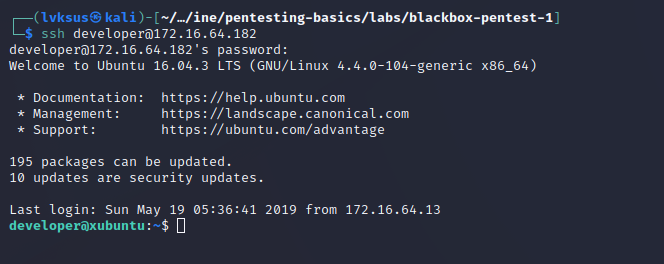 ┌──(lvksus㉿kali)-[~/…/ine/pentesting-basics/labs/blackbox-pentest-1]
└─$ ssh developer@172.16.64.182
developer@172.16.64.182's password:
Welcome to Ubuntu 16.04.3 LTS (GNU/Linux 4.4.0-104-generic x86_64)
* Documentation:  https://help.ubuntu.com
* Management:     https://landscape.canonical.com
* Support:        https://ubuntu.com/advantage
195 packages can be updated.
10 updates are security updates.
Last login: Sun May 19 05:36:41 2019 from 172.16.64.13
developer@xubuntu:~$